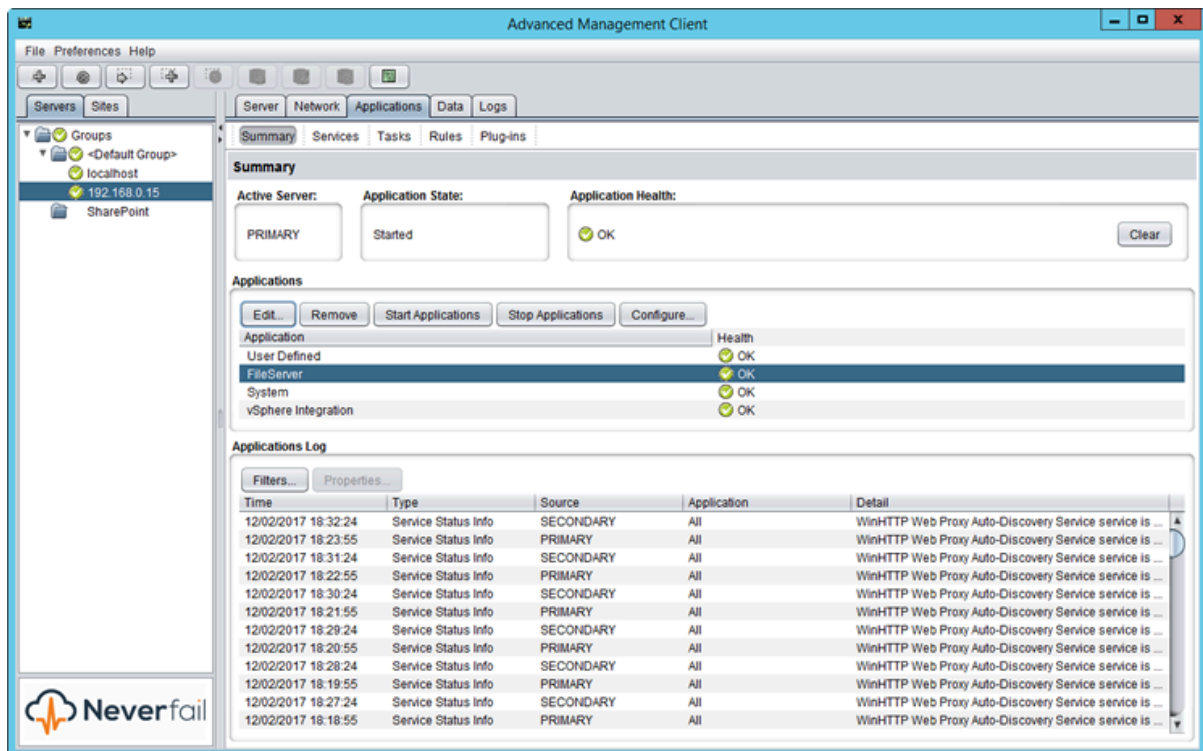 Advanced Management Client
File Preferences Help
Servers Sites
Groups
<Default Group>
localhost
192.168.0.15
SharePoint
Server Network Applications Data Logs
Summary Services Tasks Rules Plug-ins
Summary
Active Server: Application State: Application Health:
PRIMARY Started OK Clear
Applications
Edit... Remove Start Applications Stop Applications Configure...
Application Health
User Defined OK
FileServer OK
System OK
vSphere Integration OK
Applications Log
Filters... Properties...
Time Type Source Application Detail
12/02/2017 18:32:24 Service Status Info SECONDARY All WinHTTP Web Proxy Auto-Discovery Service service is ...
12/02/2017 18:23:55 Service Status Info PRIMARY All WinHTTP Web Proxy Auto-Discovery Service service is ...
12/02/2017 18:31:24 Service Status Info SECONDARY All WinHTTP Web Proxy Auto-Discovery Service service is ...
12/02/2017 18:22:55 Service Status Info PRIMARY All WinHTTP Web Proxy Auto-Discovery Service service is ...
12/02/2017 18:30:24 Service Status Info SECONDARY All WinHTTP Web Proxy Auto-Discovery Service service is ...
12/02/2017 18:21:55 Service Status Info PRIMARY All WinHTTP Web Proxy Auto-Discovery Service service is ...
12/02/2017 18:29:24 Service Status Info SECONDARY All WinHTTP Web Proxy Auto-Discovery Service service is ...
12/02/2017 18:20:55 Service Status Info PRIMARY All WinHTTP Web Proxy Auto-Discovery Service service is ...
12/02/2017 18:28:24 Service Status Info SECONDARY All WinHTTP Web Proxy Auto-Discovery Service service is ...
12/02/2017 18:19:55 Service Status Info PRIMARY All WinHTTP Web Proxy Auto-Discovery Service service is ...
12/02/2017 18:27:24 Service Status Info SECONDARY All WinHTTP Web Proxy Auto-Discovery Service service is ...
12/02/2017 18:18:55 Service Status Info PRIMARY All WinHTTP Web Proxy Auto-Discovery Service service is ...
Neverfail